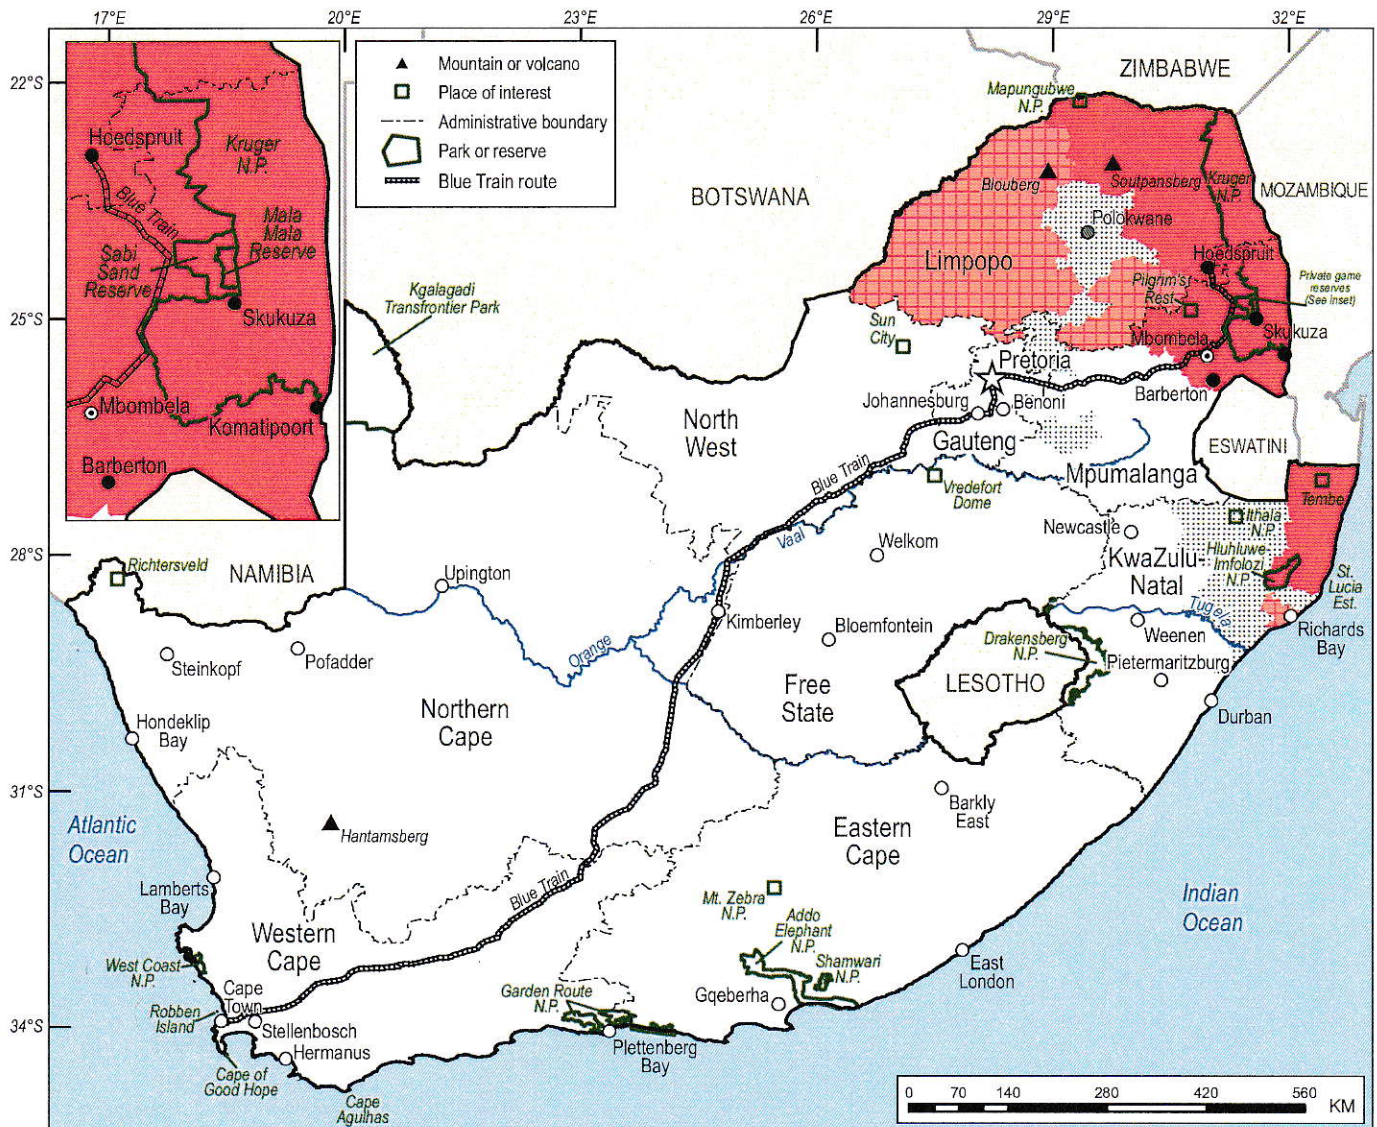 17°E
20°E
23°E
26°E
29°E
32°E
22°S
25°S
28°S
31°S
34°S
Hoedspruit
Kruger
N.P.
Blue Train
Mala
Mala
Reserve
Sabi
Sand
Reserve
Skukuza
Mbombela
Komatipoort
Barberton
Mountain or volcano
Place of interest
Administrative boundary
Park or reserve
Blue Train route
ZIMBABWE
Mapungubwe
N.P.
BOTSWANA
MOZAMBIQUE
Blouberg
Soutpansberg
Kruger
N.P.
Polokwane
Limpopo
Hoedspruit
Pilgrim's
Rest
Private game
reserves
(See inset)
Skukuza
Mbombela
Kgalagadi
Transfrontier Park
Sun
City
Pretoria
Barberton
Johannesburg
Benoni
Gauteng
North
West
ESWATINI
Mpumalanga
Blue Train
Vredefort
Dome
Tembe
Ithala
N.P.
Vaal
Newcastle
Welkom
KwaZulu-
Natal
Hluhluwe
Imfolozi
N.P.
St.
Lucia
Est.
Richtersveld
NAMIBIA
Upington
Kimberley
Bloemfontein
Tugela
Weenen
Richards
Bay
Drakensberg
N.P.
Pietermaritzburg
Steinkopf
Pofadder
Orange
LESOTHO
Free
State
Durban
Hondeklip
Bay
Northern
Cape
Barkly
East
Atlantic
Ocean
Hantamsberg
Eastern
Cape
Blue Train
Lamberts
Bay
Mt. Zebra
N.P.
Addo
Elephant
N.P.
Indian
Ocean
Western
Cape
West Coast
N.P.
Shamwari
N.P.
East
London
Cape
Town
Robben
Island
Garden Route
N.P.
Gqeberha
Stellenbosch
Hermanus
Plettenberg
Bay
Cape of
Good Hope
Cape
Agulhas
0 70 140 280 420 560 KM